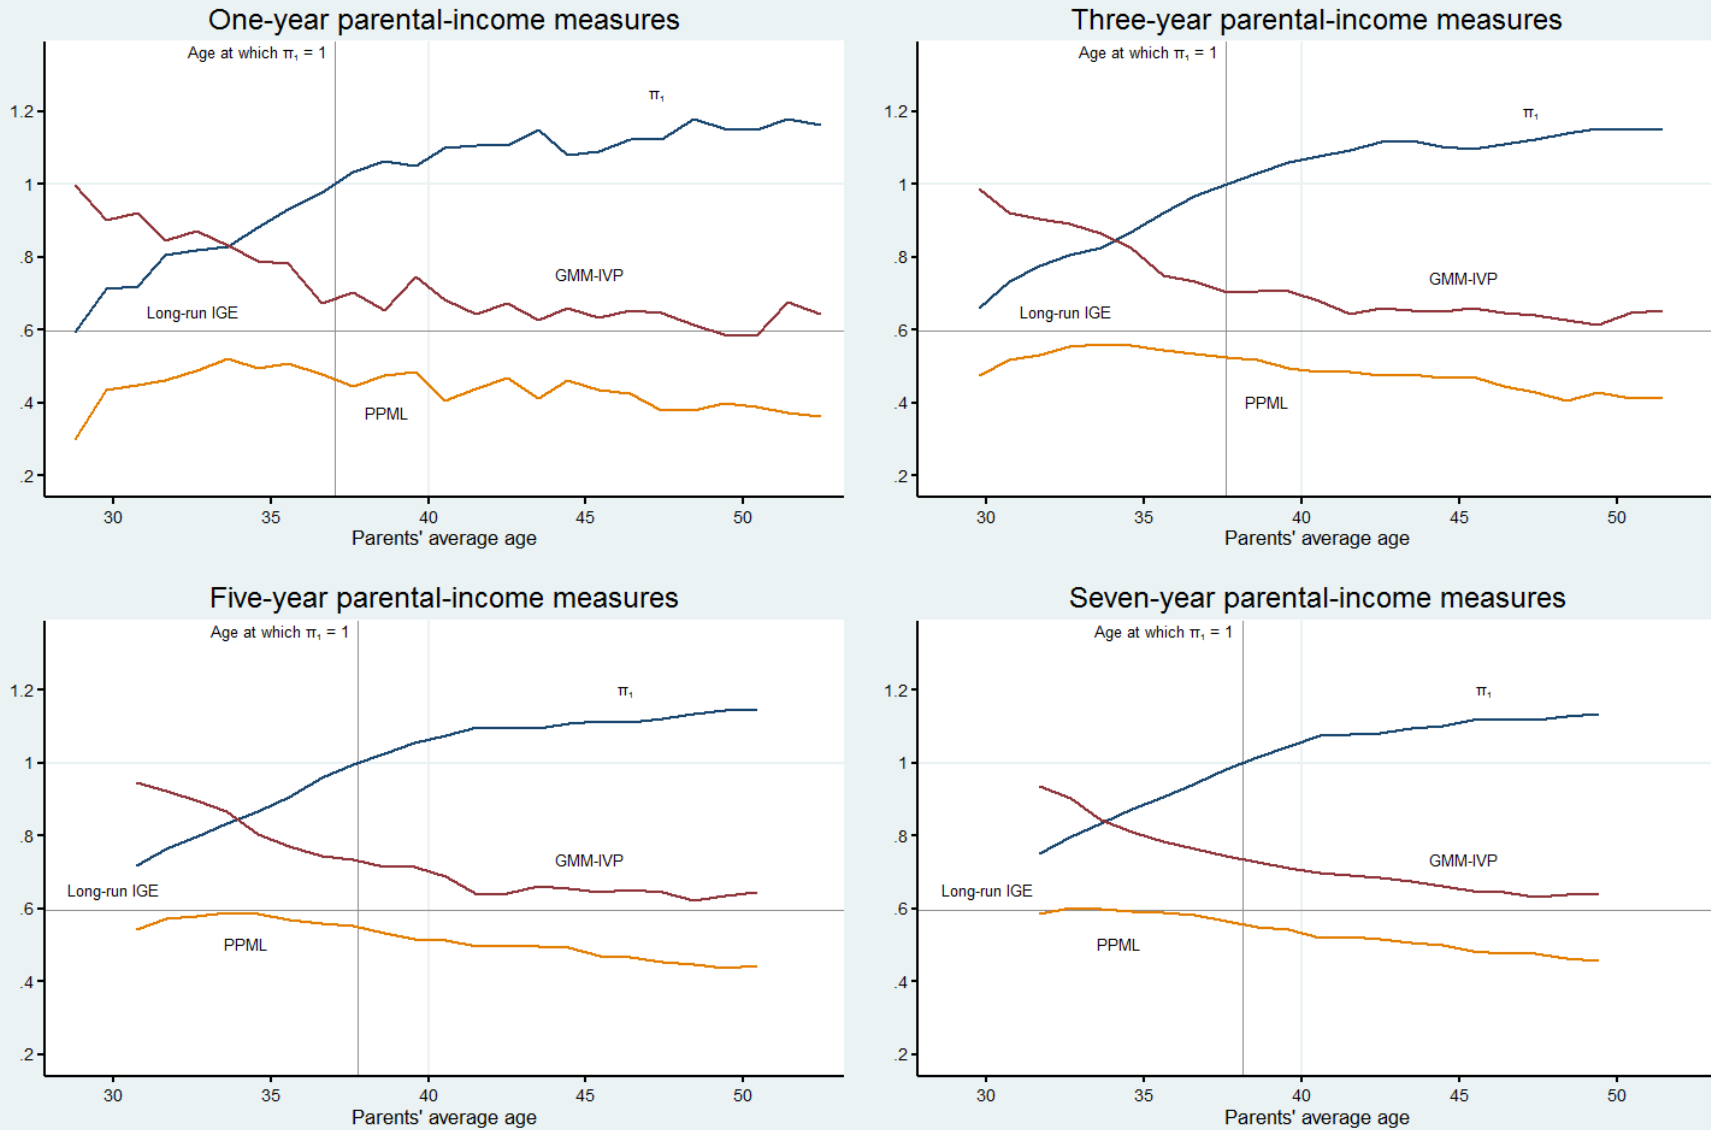 One-year parental-income measures
Age at which π₁ = 1
π₁
1.2
1
.8
GMM-IVP
Long-run IGE
.6
.4
PPML
.2
30 35 40 45 50
Parents' average age
Three-year parental-income measures
Age at which π₁ = 1
π₁
1.2
1
.8
GMM-IVP
Long-run IGE
.6
.4
PPML
.2
30 35 40 45 50
Parents' average age
Five-year parental-income measures
Age at which π₁ = 1
π₁
1.2
1
.8
GMM-IVP
Long-run IGE
.6
PPML
.4
.2
30 35 40 45 50
Parents' average age
Seven-year parental-income measures
Age at which π₁ = 1
π₁
1.2
1
.8
GMM-IVP
Long-run IGE
.6
PPML
.4
.2
30 35 40 45 50
Parents' average age